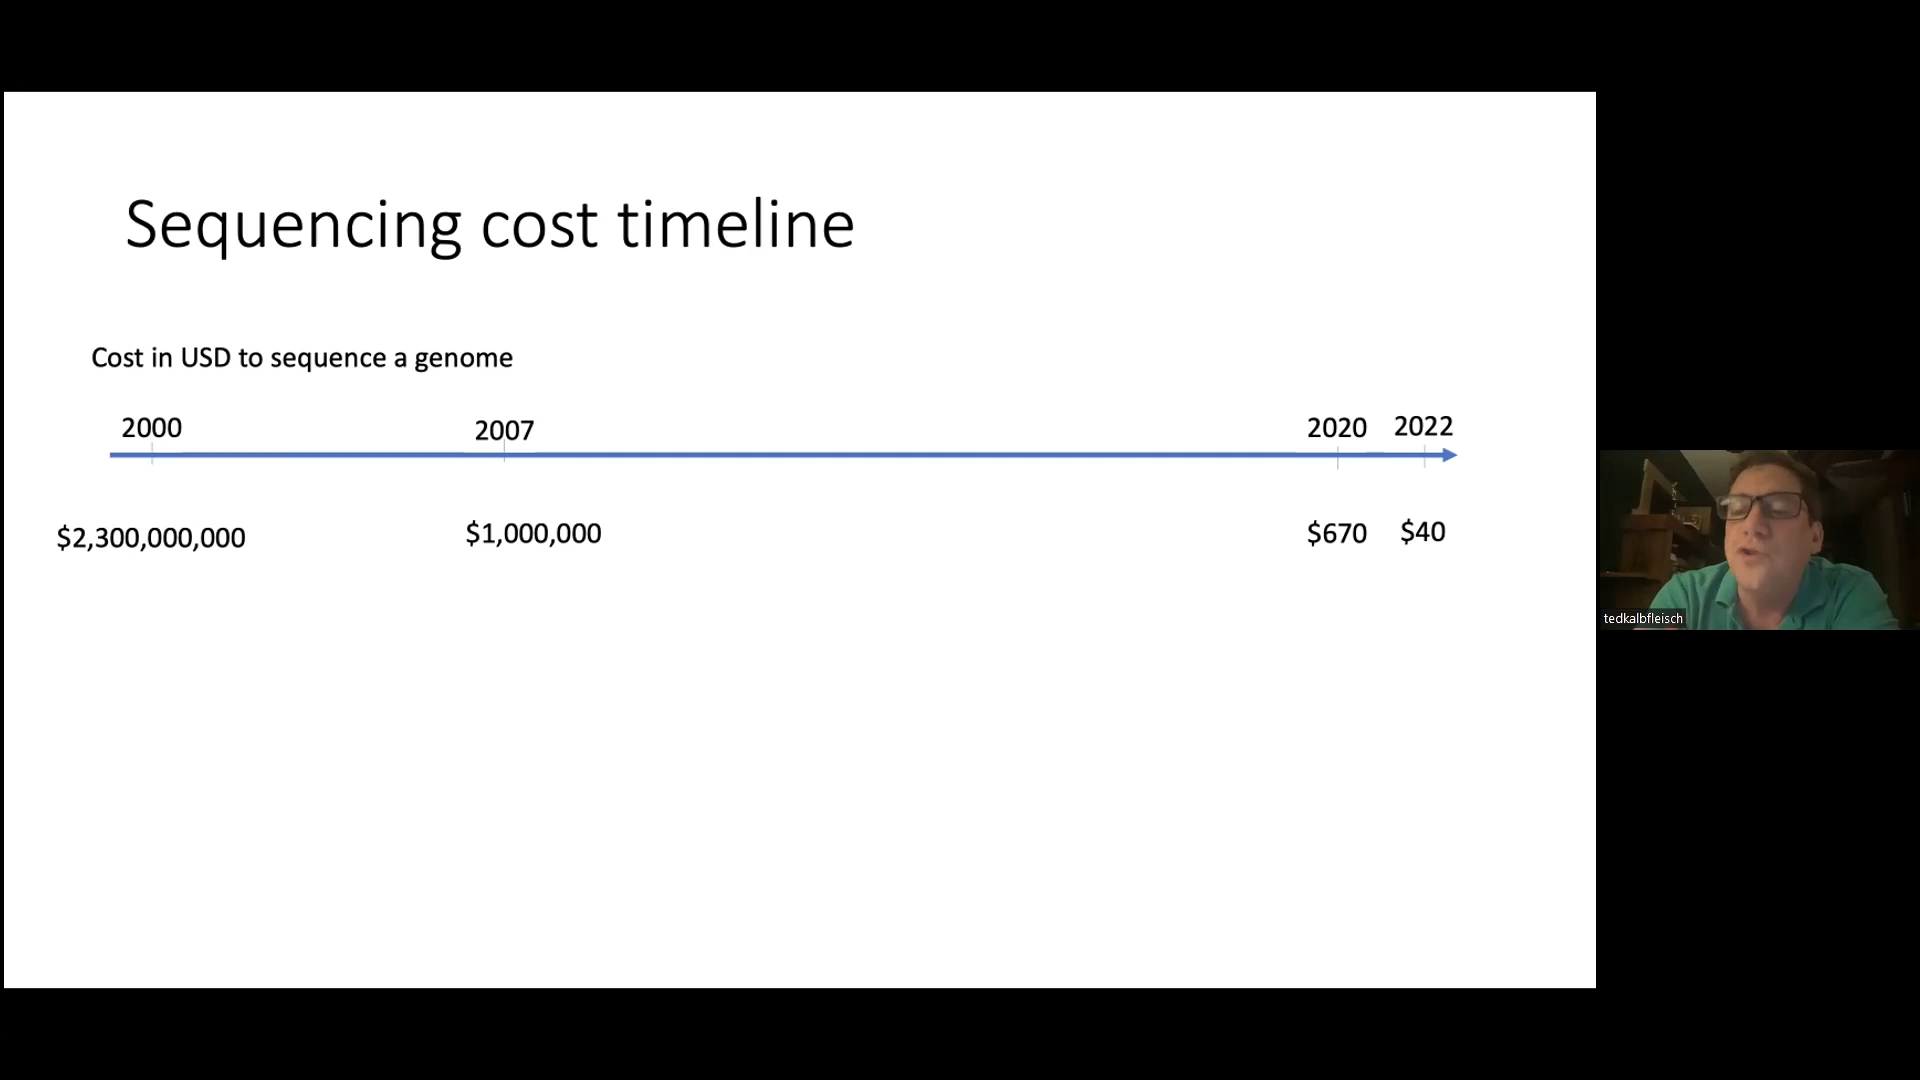 Sequencing cost timeline
Cost in USD to sequence a genome
2000 2007 2020 2022
$2,300,000,000 $1,000,000 $670 $40
tedkalbfleisch